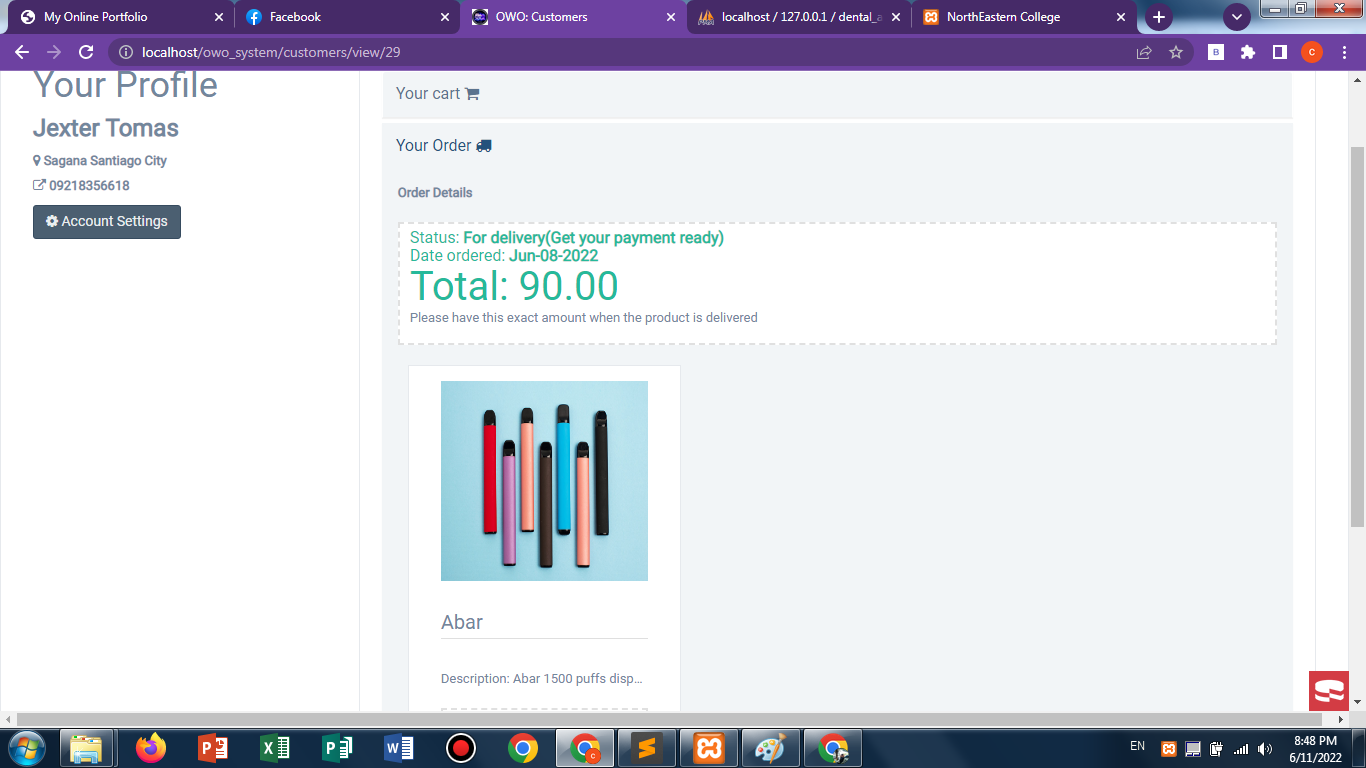 My Online Portfolio
Facebook
OWO: Customers
localhost / 127.0.0.1 / dental_a
NorthEastern College
localhost/owo_system/customers/view/29
B
c
Your Profile
Jexter Tomas
Sagana Santiago City
09218356618
Account Settings
Your cart
Your Order
Order Details
Status: For delivery(Get your payment ready)
Date ordered: Jun-08-2022
Total: 90.00
Please have this exact amount when the product is delivered
Abar
Description: Abar 1500 puffs disp...
EN
8:48 PM
6/11/2022